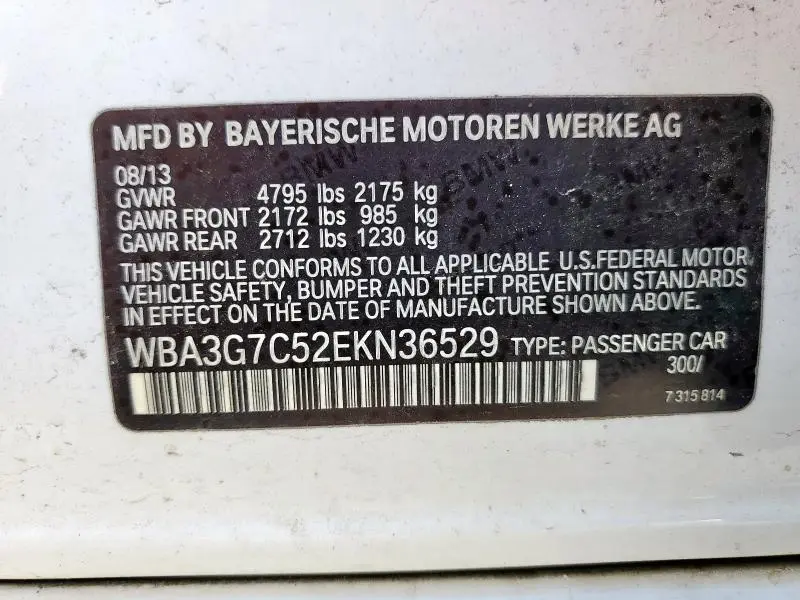 MFD BY BAYERISCHE MOTOREN WERKE AG
08/13
GVWR 4795 lbs 2175 kg
GAWR FRONT 2172 lbs 985 kg
GAWR REAR 2712 lbs 1230 kg
THIS VEHICLE CONFORMS TO ALL APPLICABLE U.S.FEDERAL MOTOR
VEHICLE SAFETY, BUMPER AND THEFT PREVENTION STANDARDS
IN EFFECT ON THE DATE OF MANUFACTURE SHOWN ABOVE.
WBA3G7C52EKN36529 TYPE: PASSENGER CAR
300/
7 315 814